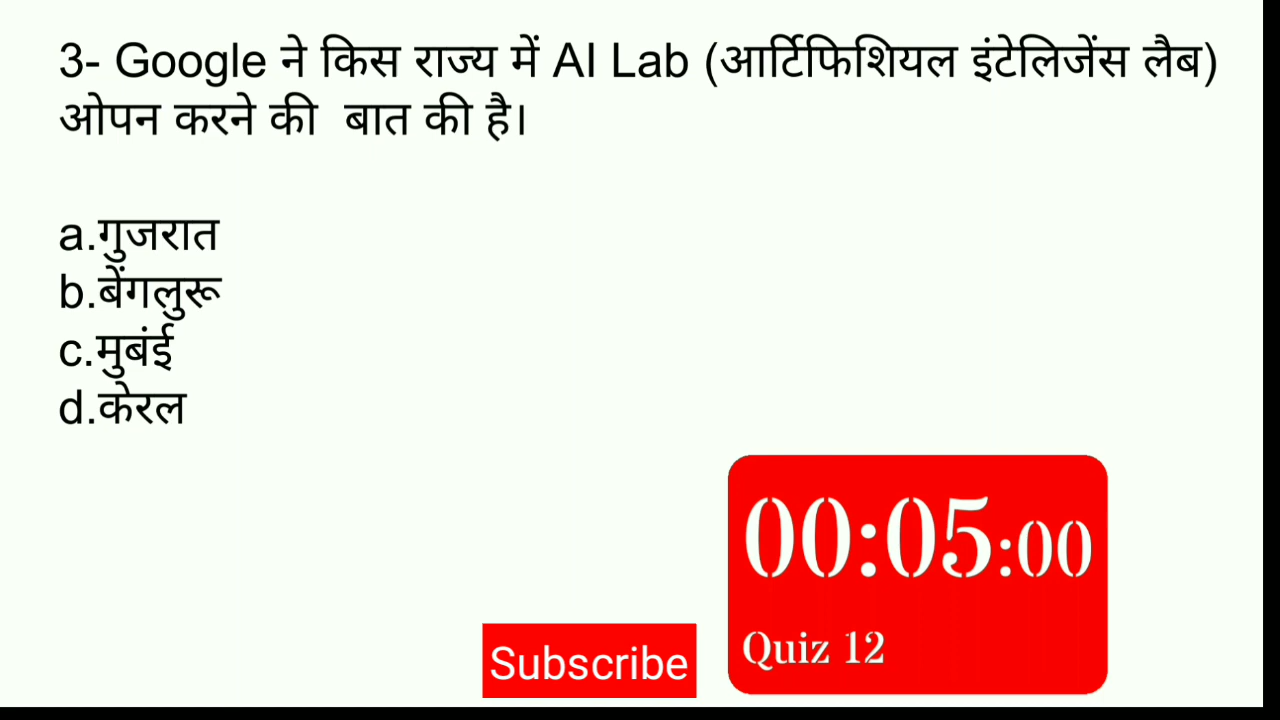 3- Google ने किस राज्य में AI Lab (आर्टिफिशियल इंटेलिजेंस लैब)
ओपन करने की बात की है।
a.गुजरात
b.बेंगलुरू
c.मुबंई
d.केरल
00:05:00
Quiz 12
Subscribe